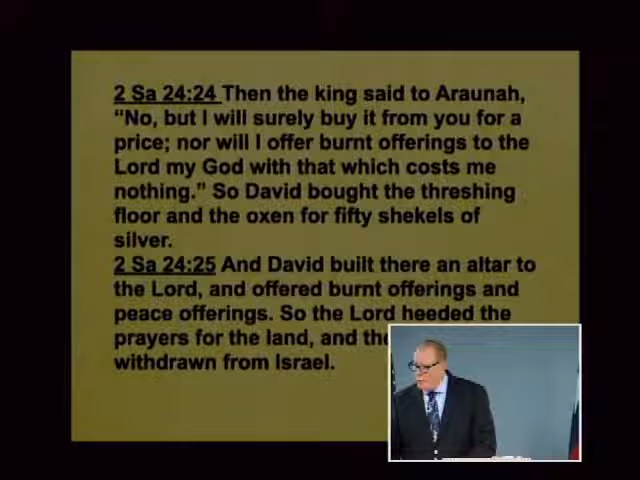 2 Sa 24:24 Then the king said to Araunah,
“No, but I will surely buy it from you for a
price; nor will I offer burnt offerings to the
Lord my God with that which costs me
nothing.” So David bought the threshing
floor and the oxen for fifty shekels of
silver.
2 Sa 24:25 And David built there an altar to
the Lord, and offered burnt offerings and
peace offerings. So the Lord heeded the
prayers for the land, and
withdrawn from Israel.